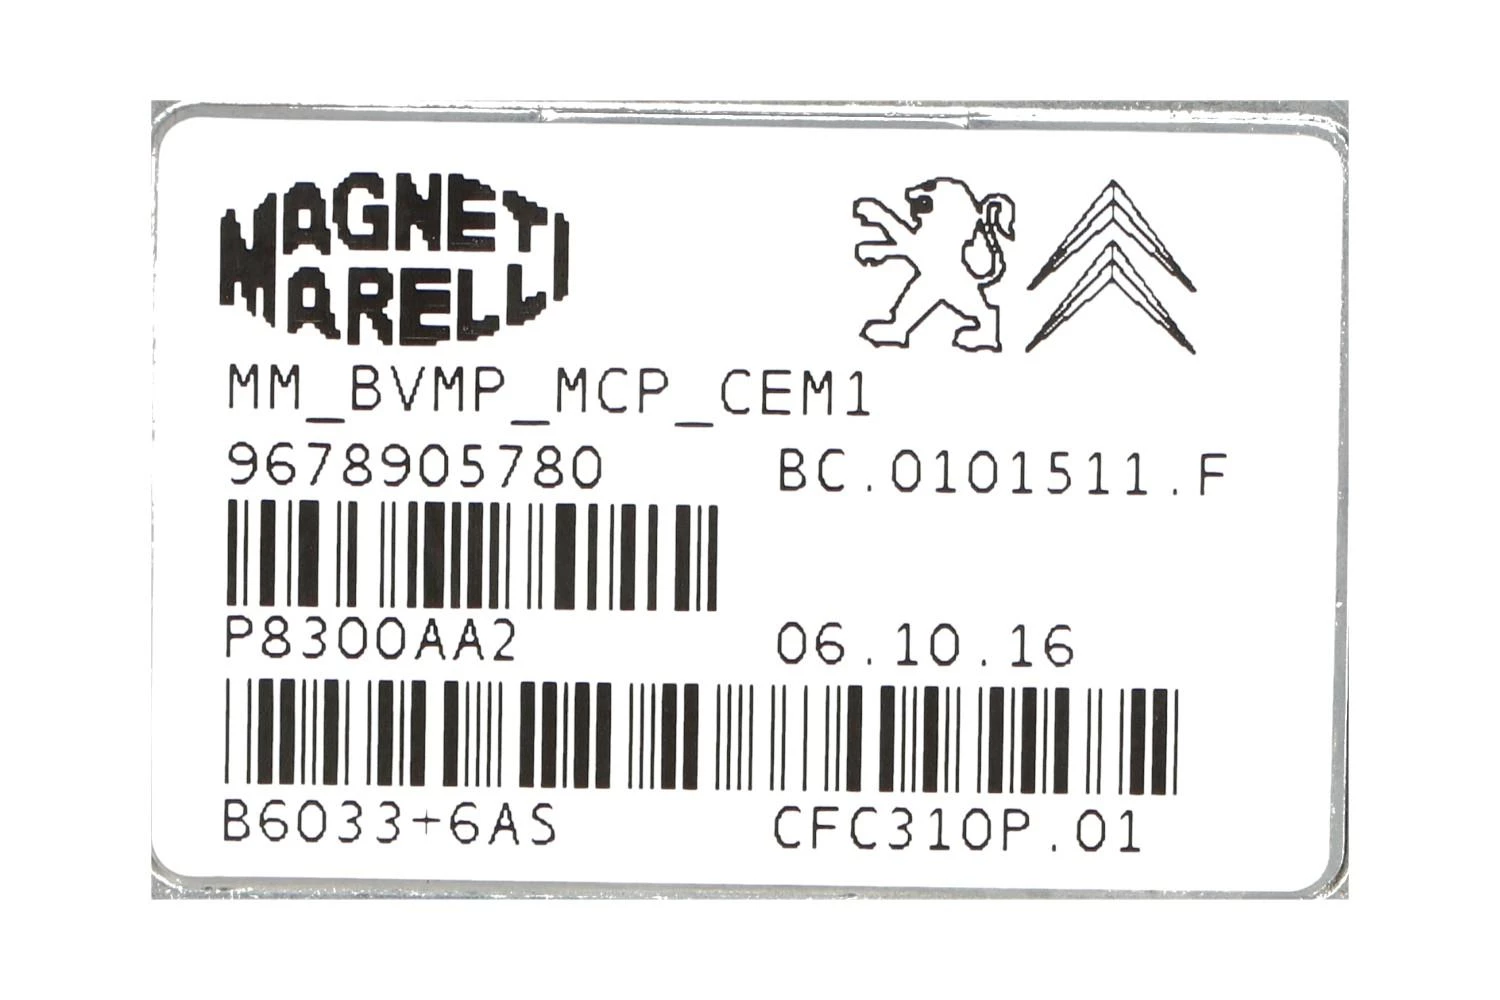 MAGNETI
MARELLI
MM_BVMP_MCP_CEM1
9678905780 BC.0101511.F
P8300AA2 06.10.16
B6033+6AS CFC310P.01